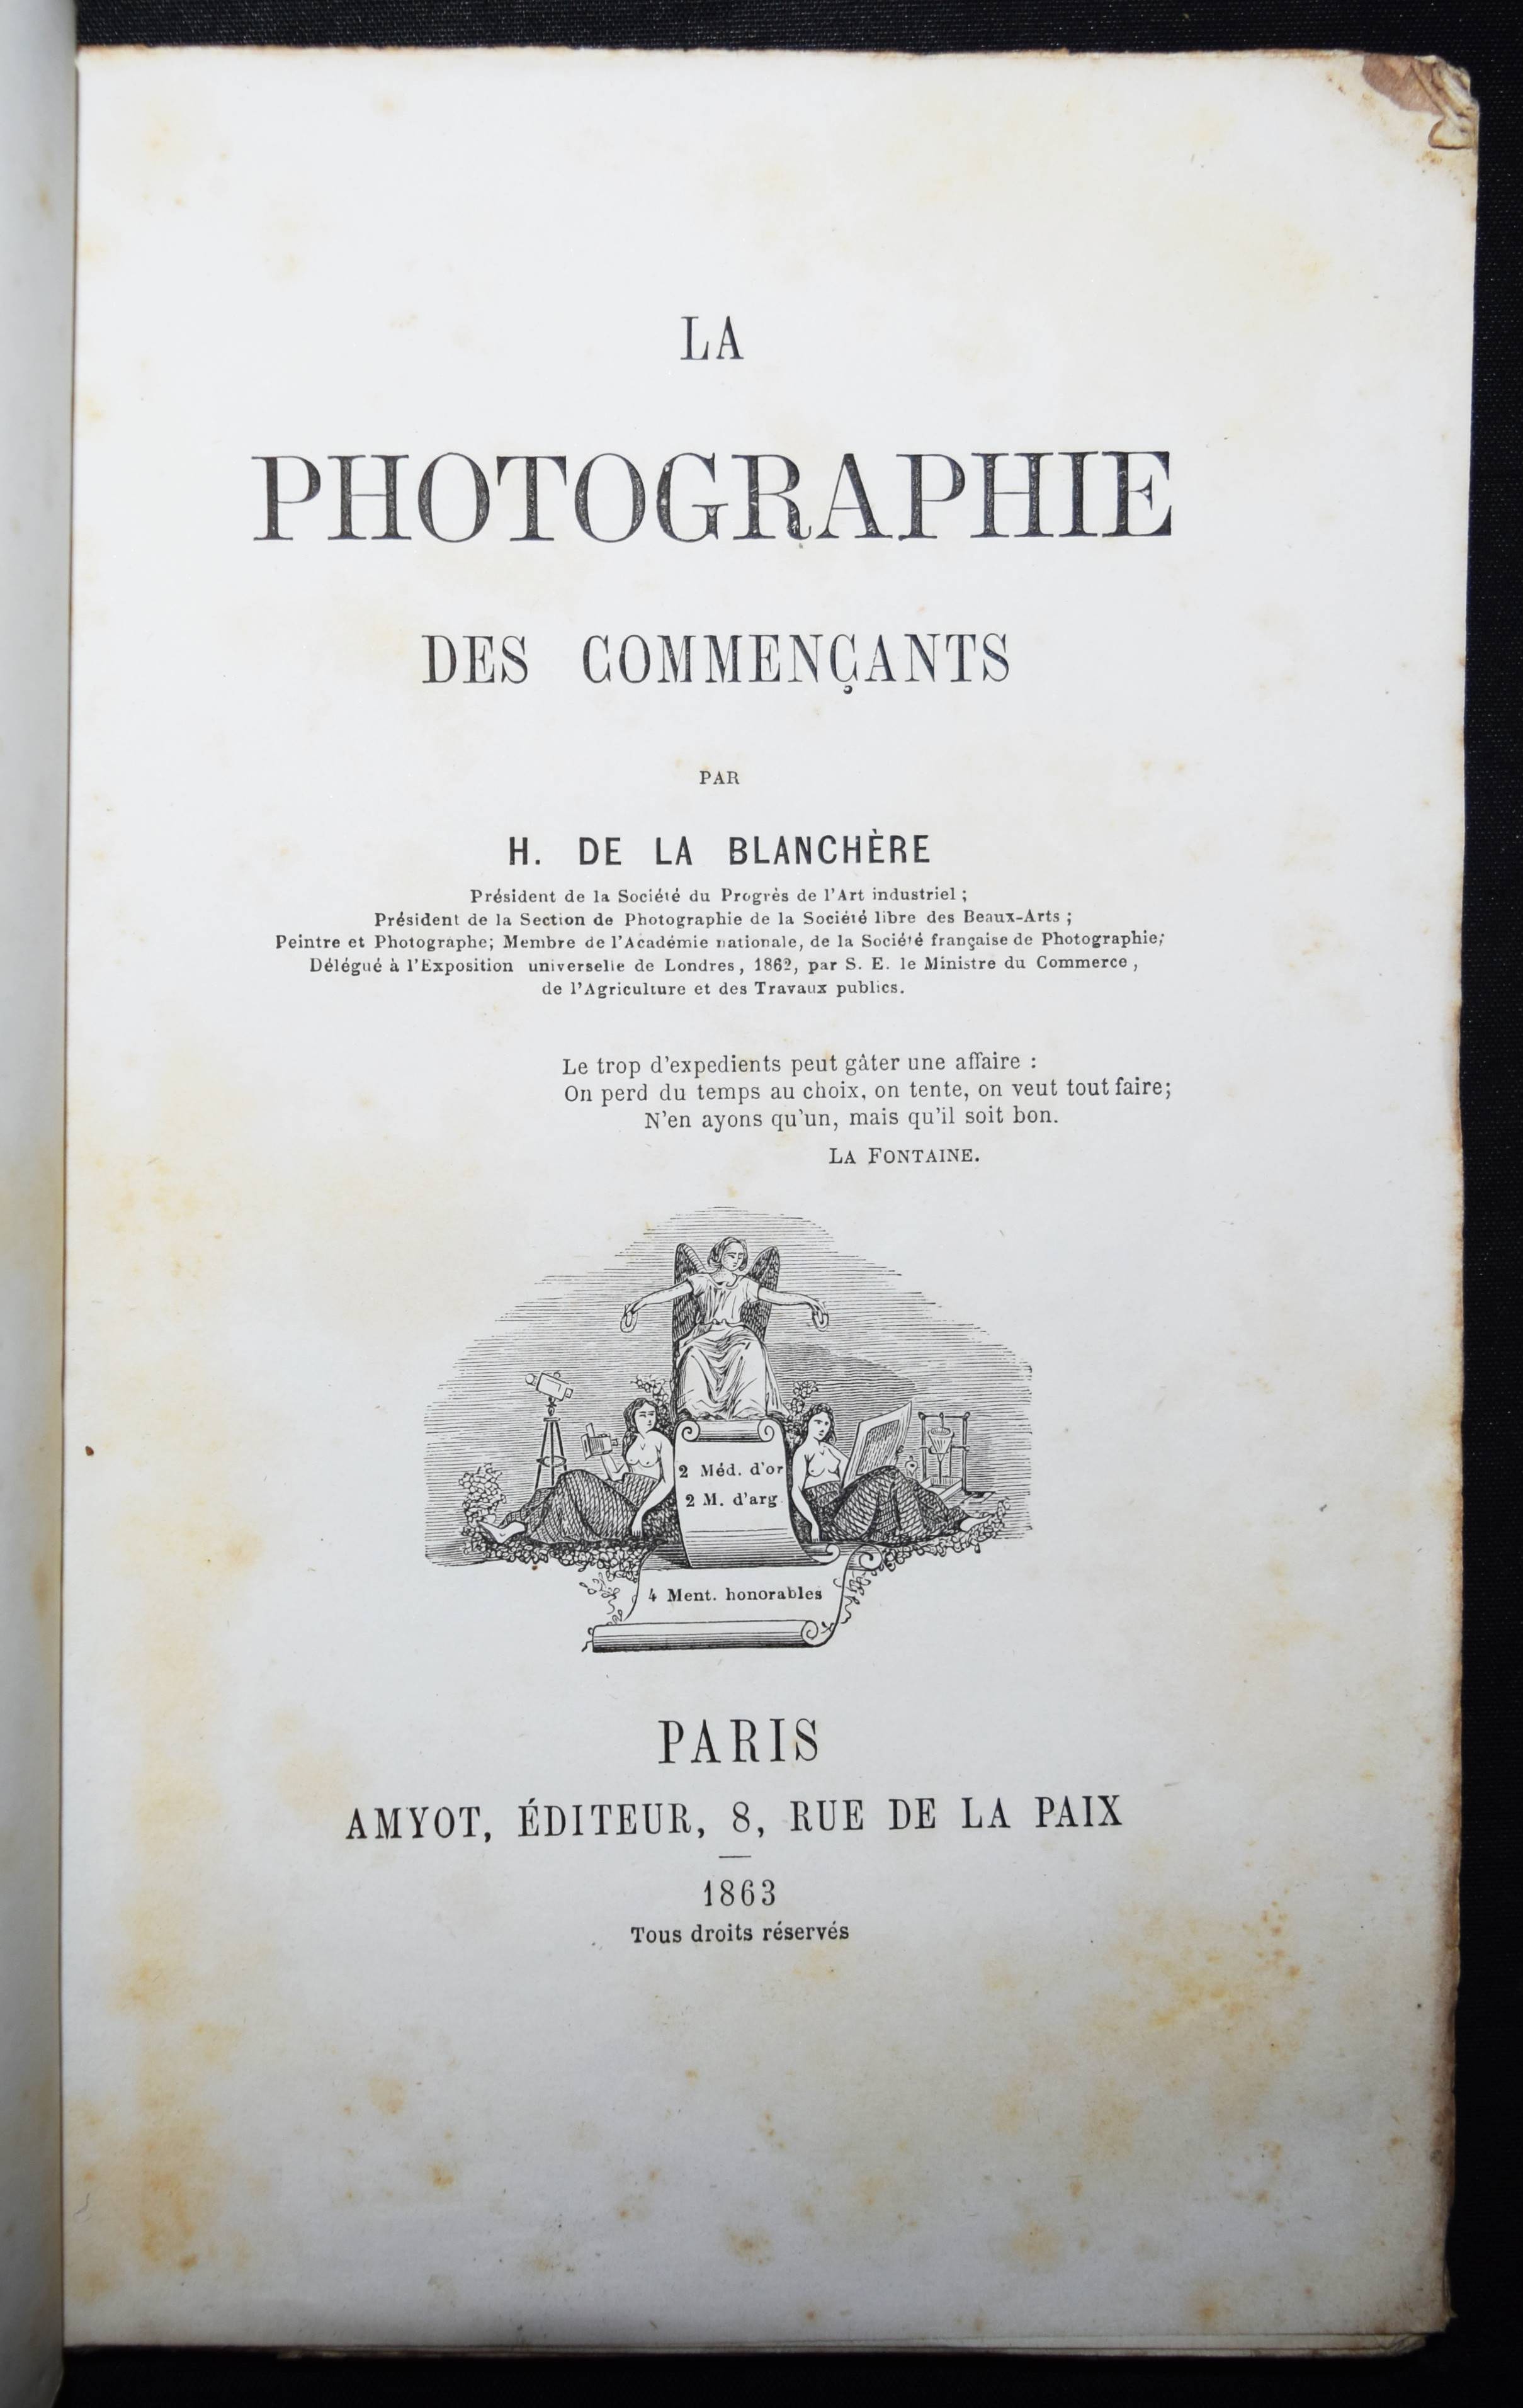 LA
PHOTOGRAPHIE
DES COMMENÇANTS
PAR
H. DE LA BLANCHÈRE
Président de la Société du Progrès de l'Art industriel ;
Président de la Section de Photographie de la Société libre des Beaux-Arts ;
Peintre et Photographe; Membre de l'Académie nationale, de la Société française de Photographie;
Délégué à l'Exposition universelle de Londres, 1862, par S. E. le Ministre du Commerce,
de l'Agriculture et des Travaux publics.
Le trop d'expedients peut gâter une affaire :
On perd du temps au choix, on tente, on veut tout faire;
N'en ayons qu'un, mais qu'il soit bon.
LA FONTAINE.
2 Méd. d'or
2 M. d'arg
4 Ment. honorables
PARIS
AMYOT, ÉDITEUR, 8, RUE DE LA PAIX
1863
Tous droits réservés